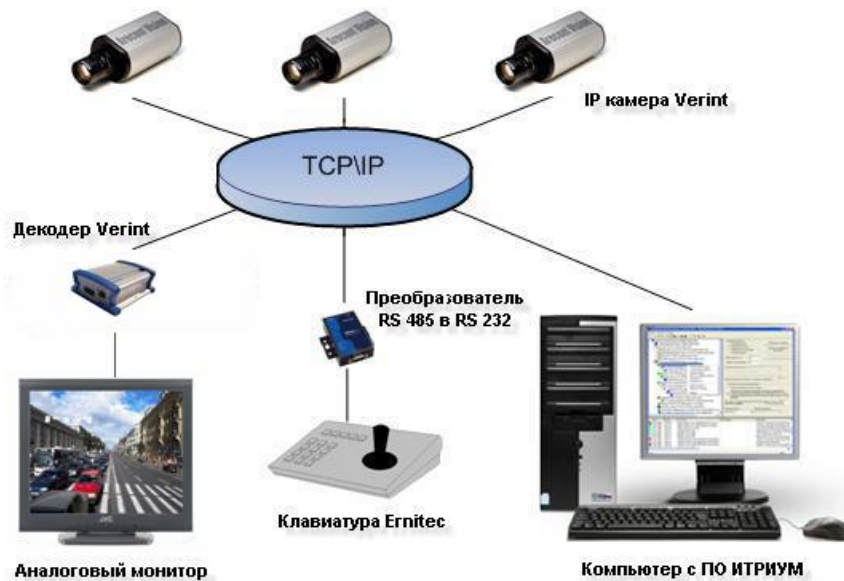 IP камера Verint
TCP\IP
Декодер Verint
Преобразователь
RS 485 в RS 232
Клавиатура Ernitec
JVC
Аналоговый монитор
Компьютер с ПО ИТРИУМ